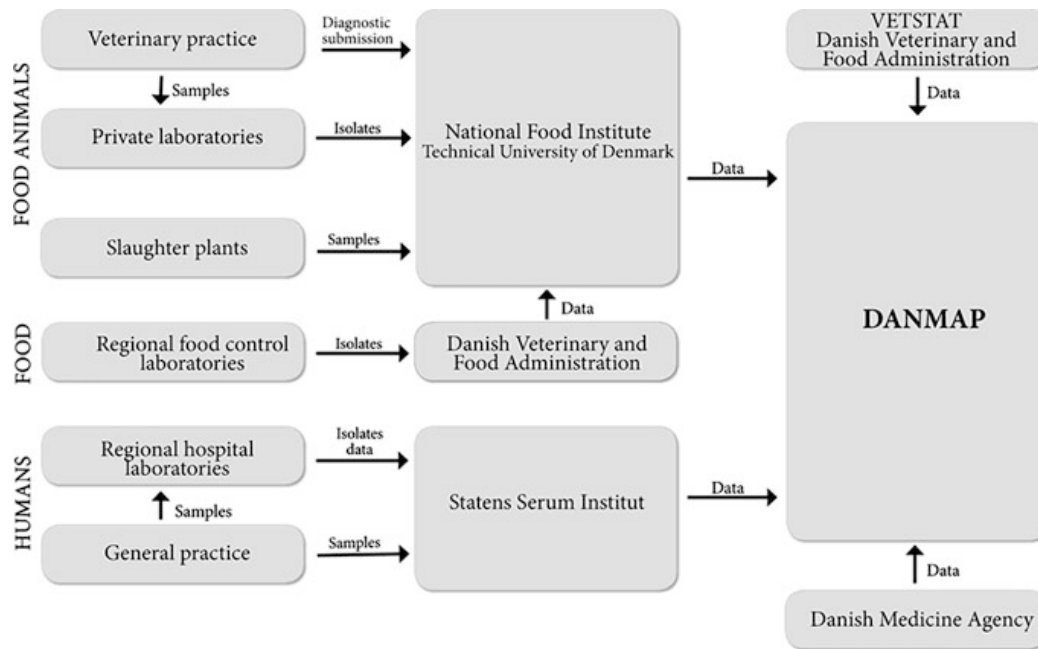 FOOD ANIMALS
Veterinary practice
Diagnostic
submission
Samples
Private laboratories
Isolates
Slaughter plants
Samples
National Food Institute
Technical University of Denmark
Data
VETSTAT
Danish Veterinary and
Food Administration
Data
DANMAP
FOOD
Regional food control
laboratories
Isolates
Danish Veterinary and
Food Administration
Data
HUMANS
Regional hospital
laboratories
Isolates
data
Samples
General practice
Samples
Statens Serum Institut
Data
Data
Danish Medicine Agency